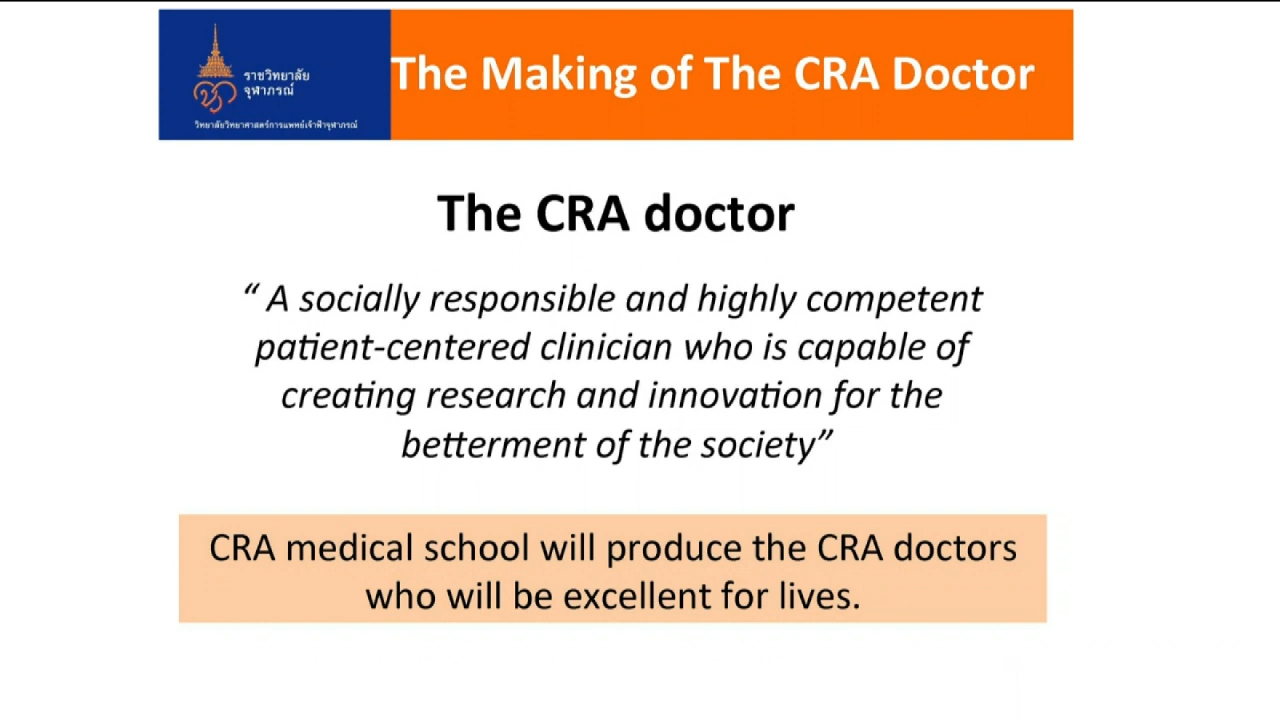 ราชวิทยาลัย
จุฬาภรณ์
วิทยาลัยวิทยาศาสตร์การแพทย์เจ้าฟ้าจุฬาภรณ์
The Making of The CRA Doctor
The CRA doctor
“ A socially responsible and highly competent
patient-centered clinician who is capable of
creating research and innovation for the
betterment of the society”
CRA medical school will produce the CRA doctors
who will be excellent for lives.